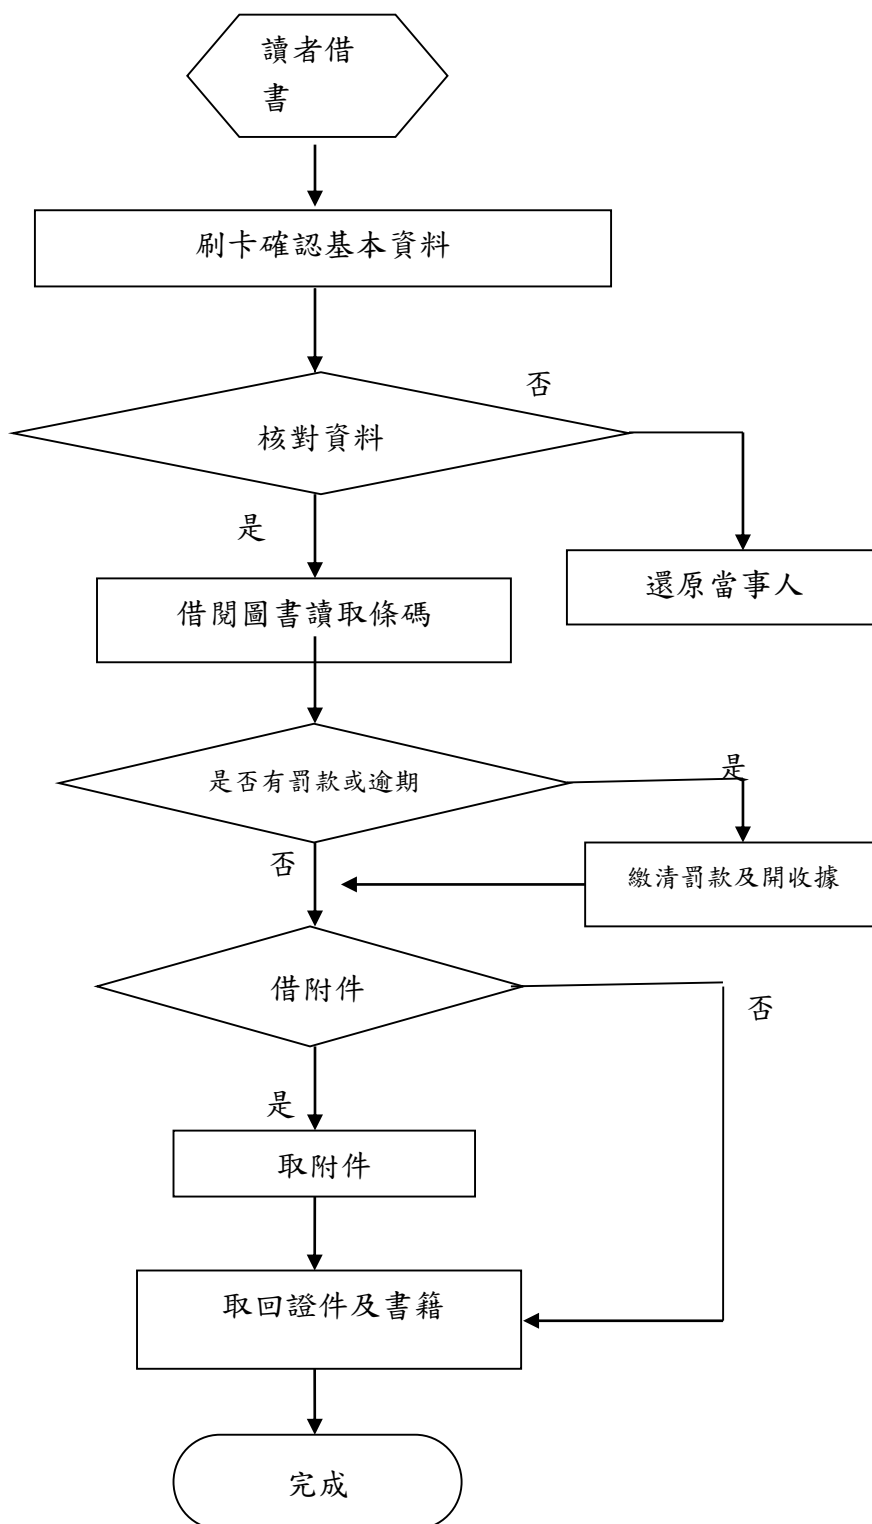 讀者借
書
刷卡確認基本資料
否
核對資料
是
還原當事人
借閱圖書讀取條碼
是否有罰款或逾期
是
否
繳清罰款及開收據
借附件
否
是
取附件
取回證件及書籍
完成